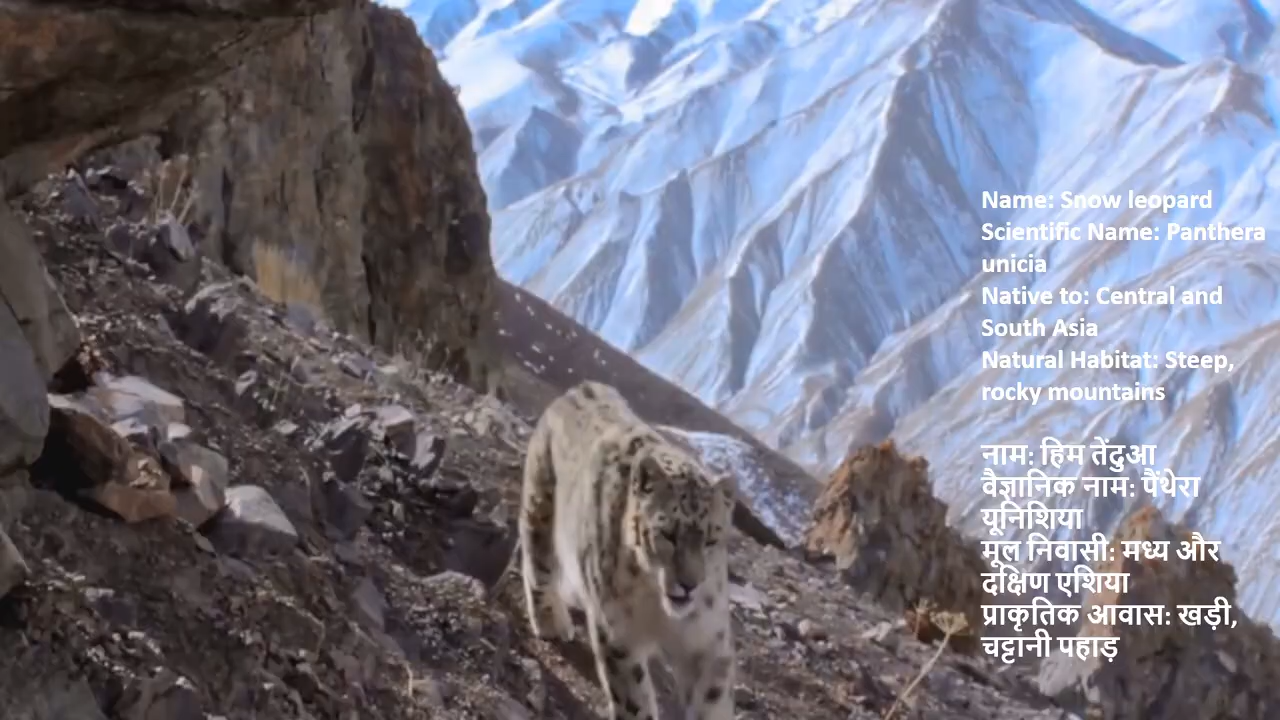 Name: Snow leopard
Scientific Name: Panthera
unicia
Native to: Central and
South Asia
Natural Habitat: Steep,
rocky mountains
नाम: हिम तेंदुआ
वैज्ञानिक नाम: पैंथेरा
यूनिशिया
मूल निवासी: मध्य और
दक्षिण एशिया
प्राकृतिक आवास: खड़ी,
चट्टानी पहाड़